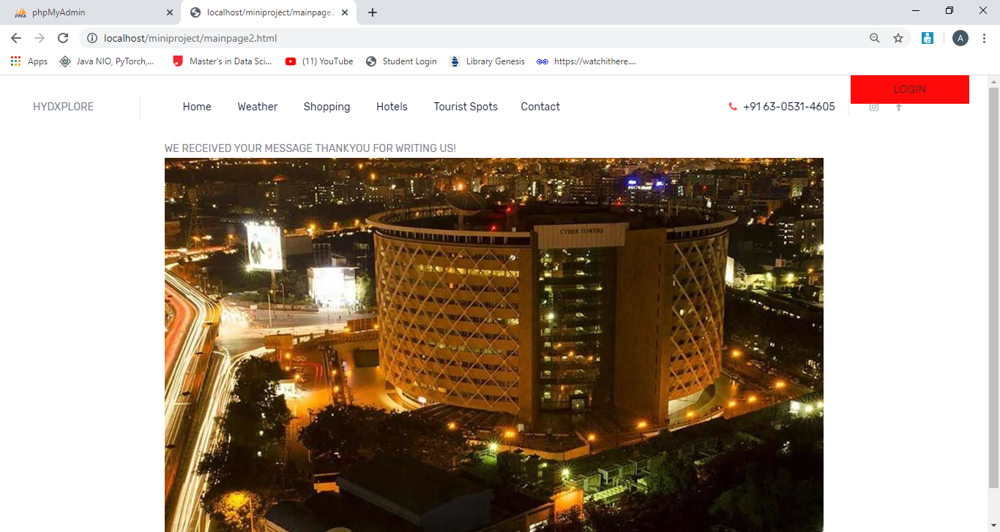 phpMyAdmin
localhost/miniproject/mainpage2
localhost/miniproject/mainpage2.html
A
Apps
Java NIO, PyTorch,...
Master's in Data Sci...
(11) YouTube
Student Login
Library Genesis
https://watchithere....
LOGIN
HYDXPLORE
Home
Weather
Shopping
Hotels
Tourist Spots
Contact
+91 63-0531-4605
WE RECEIVED YOUR MESSAGE THANKYOU FOR WRITING US!
CYBER TOWERS